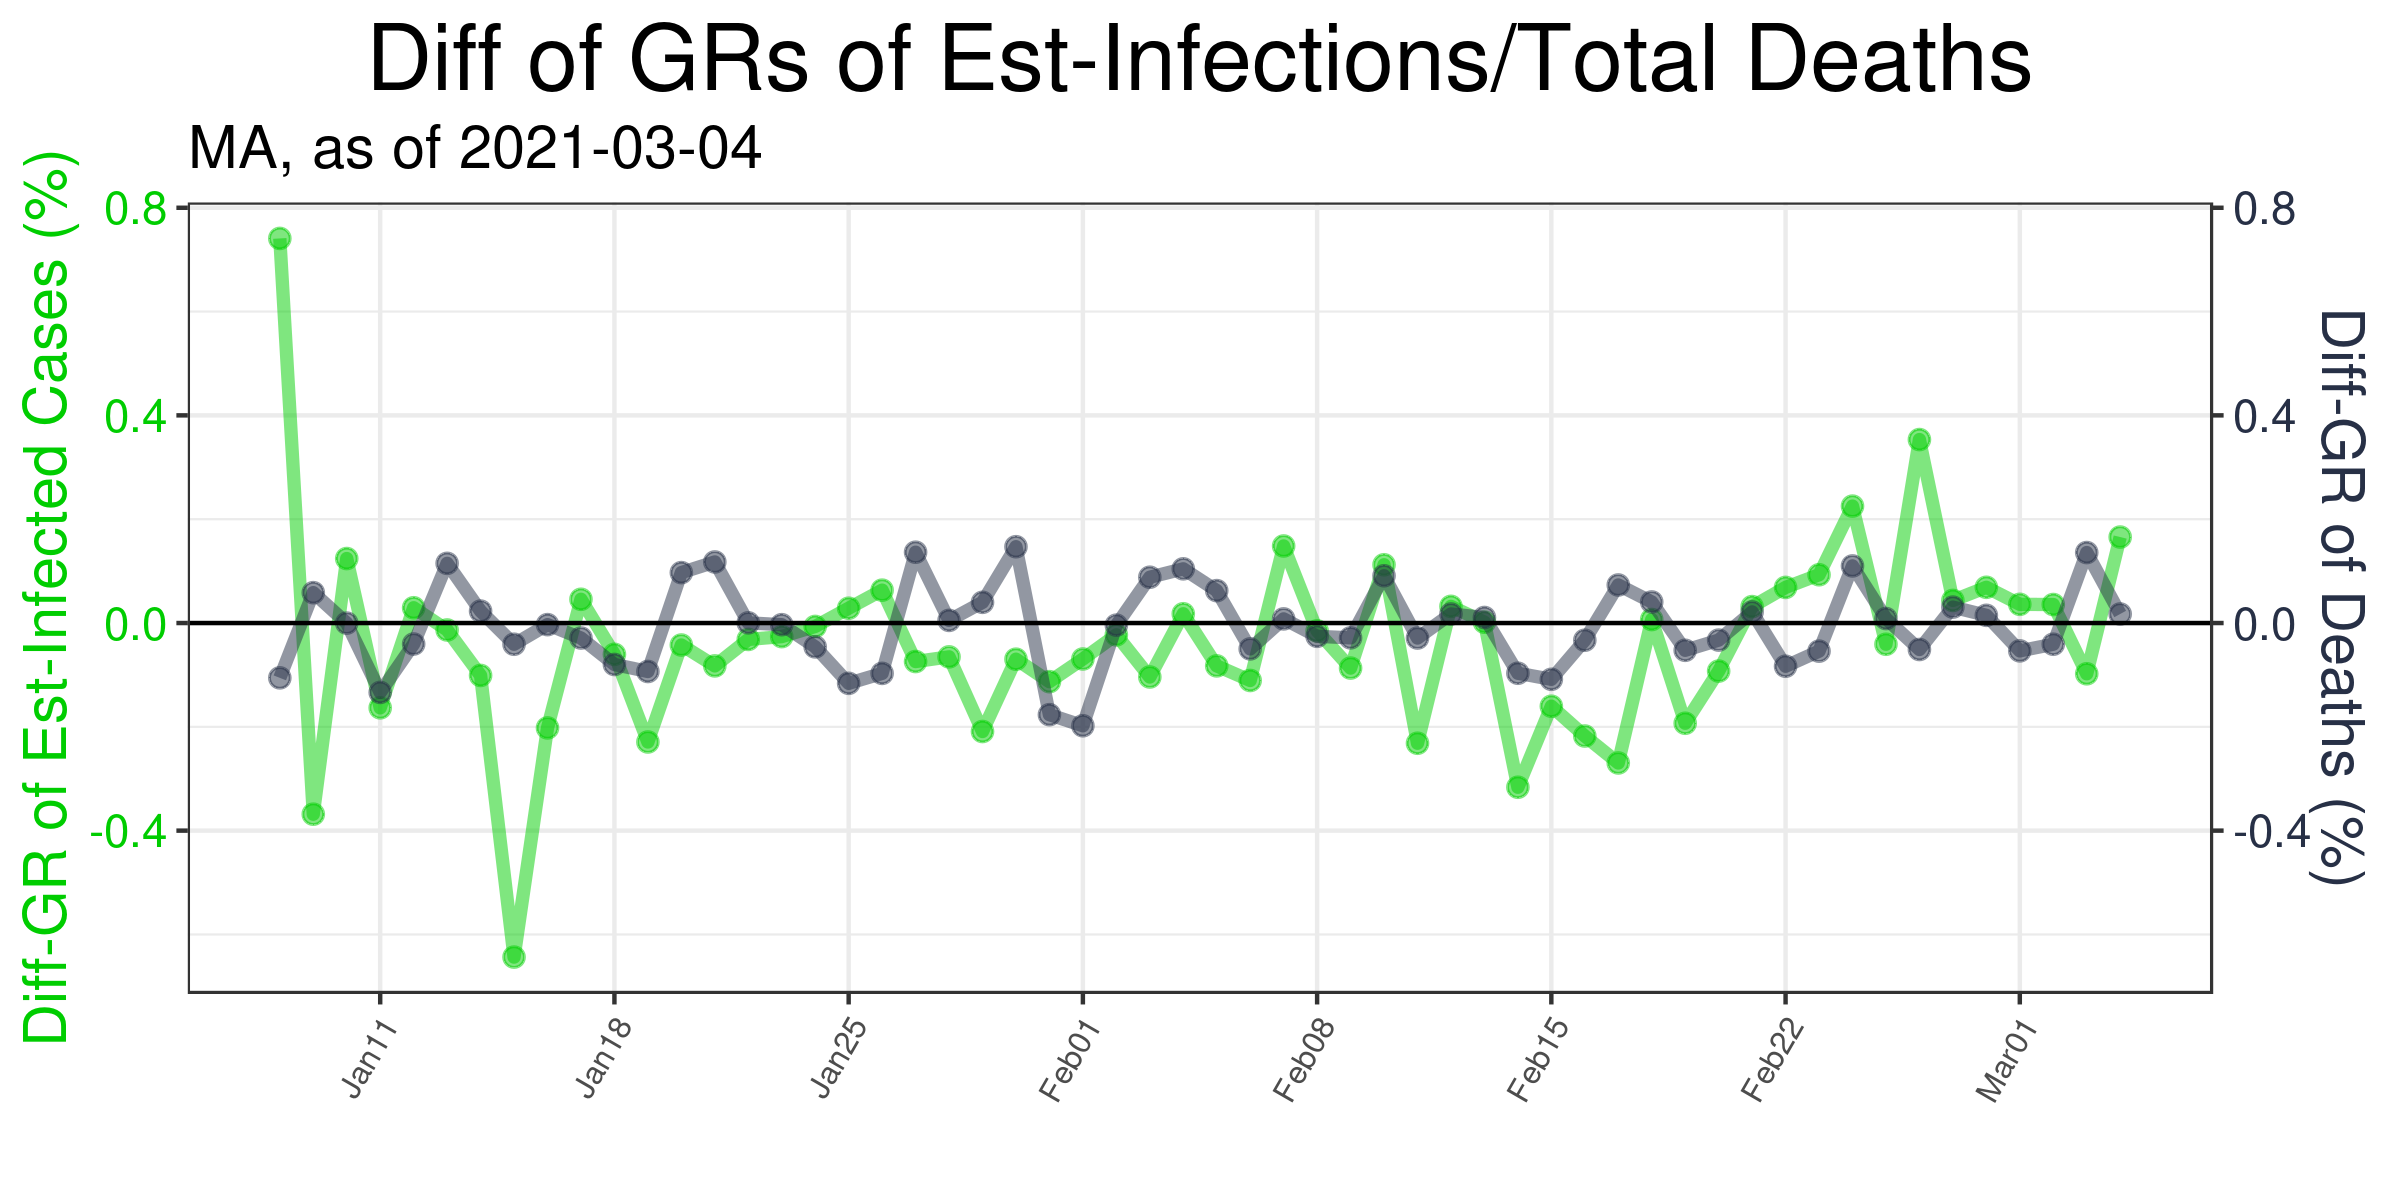 Diff of GRs of Est-Infections/Total Deaths
MA, as of 2021-03-04
Diff-GR of Est-Infected Cases (%)
0.8
0.4
0.0
-0.4
0.8
0.4
0.0
-0.4
Diff-GR of Deaths (%)
Jan11
Jan18
Jan25
Feb01
Feb08
Feb15
Feb22
Mar01